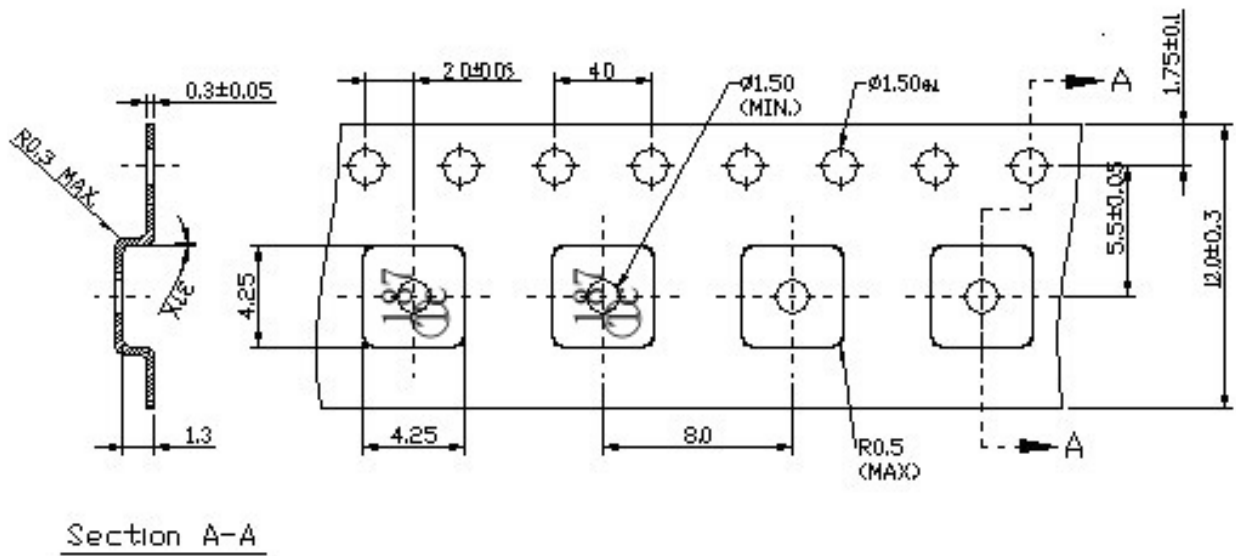 2.0±0.05
4.0
Ø1.50
(MIN.)
Ø1.50
A
1.75±0.1
0.3±0.05
R0.3 MAX.
5.5±0.05
12.0±0.3
4.25
187
187
1.3
4.25
8.0
R0.5
(MAX)
A
Section A-A